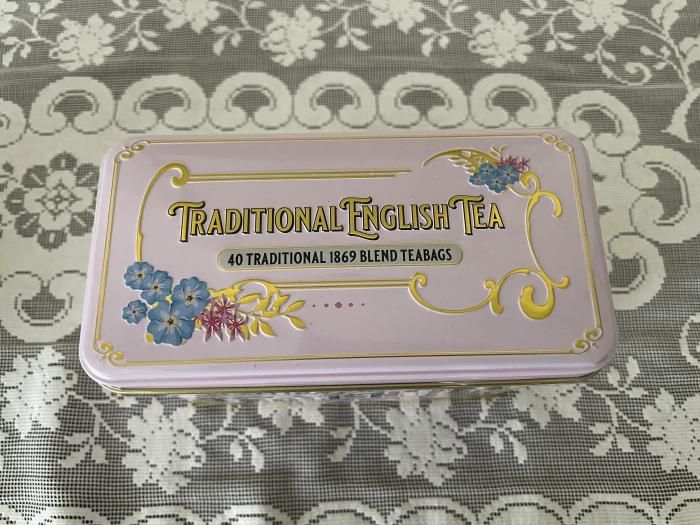 TRADITIONAL ENGLISH TEA
40 TRADITIONAL 1869 BLEND TEABAGS